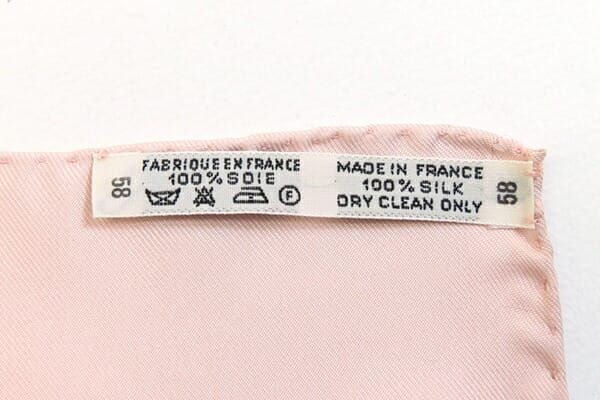 58
FABRIQUE EN FRANCE
100% SOIE
F
MADE IN FRANCE
100% SILK
DRY CLEAN ONLY
58